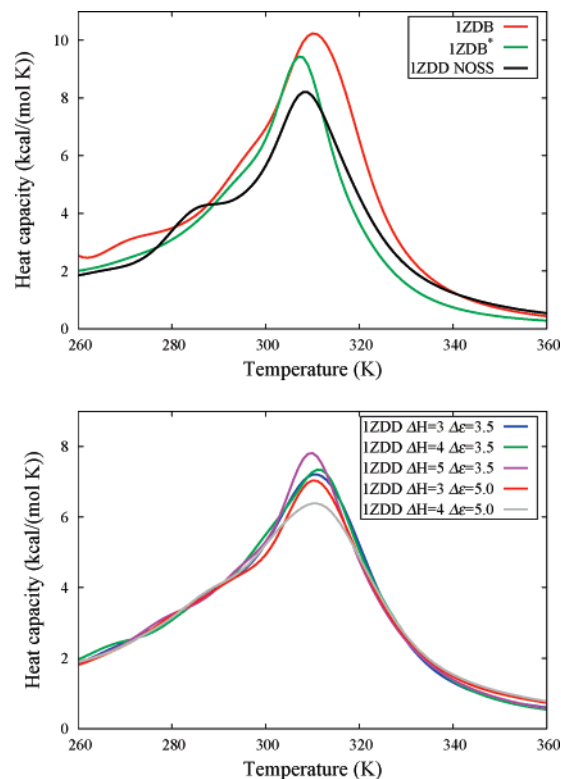 Heat capacity (kcal/(mol K))
10
8
6
4
2
0
1ZDB
1ZDB*
1ZDD NOSS
260 280 300 320 340 360
Temperature (K)
Heat capacity (kcal/(mol K))
8
6
4
2
0
1ZDD ΔH=3 Δε=3.5
1ZDD ΔH=4 Δε=3.5
1ZDD ΔH=5 Δε=3.5
1ZDD ΔH=3 Δε=5.0
1ZDD ΔH=4 Δε=5.0
260 280 300 320 340 360
Temperature (K)